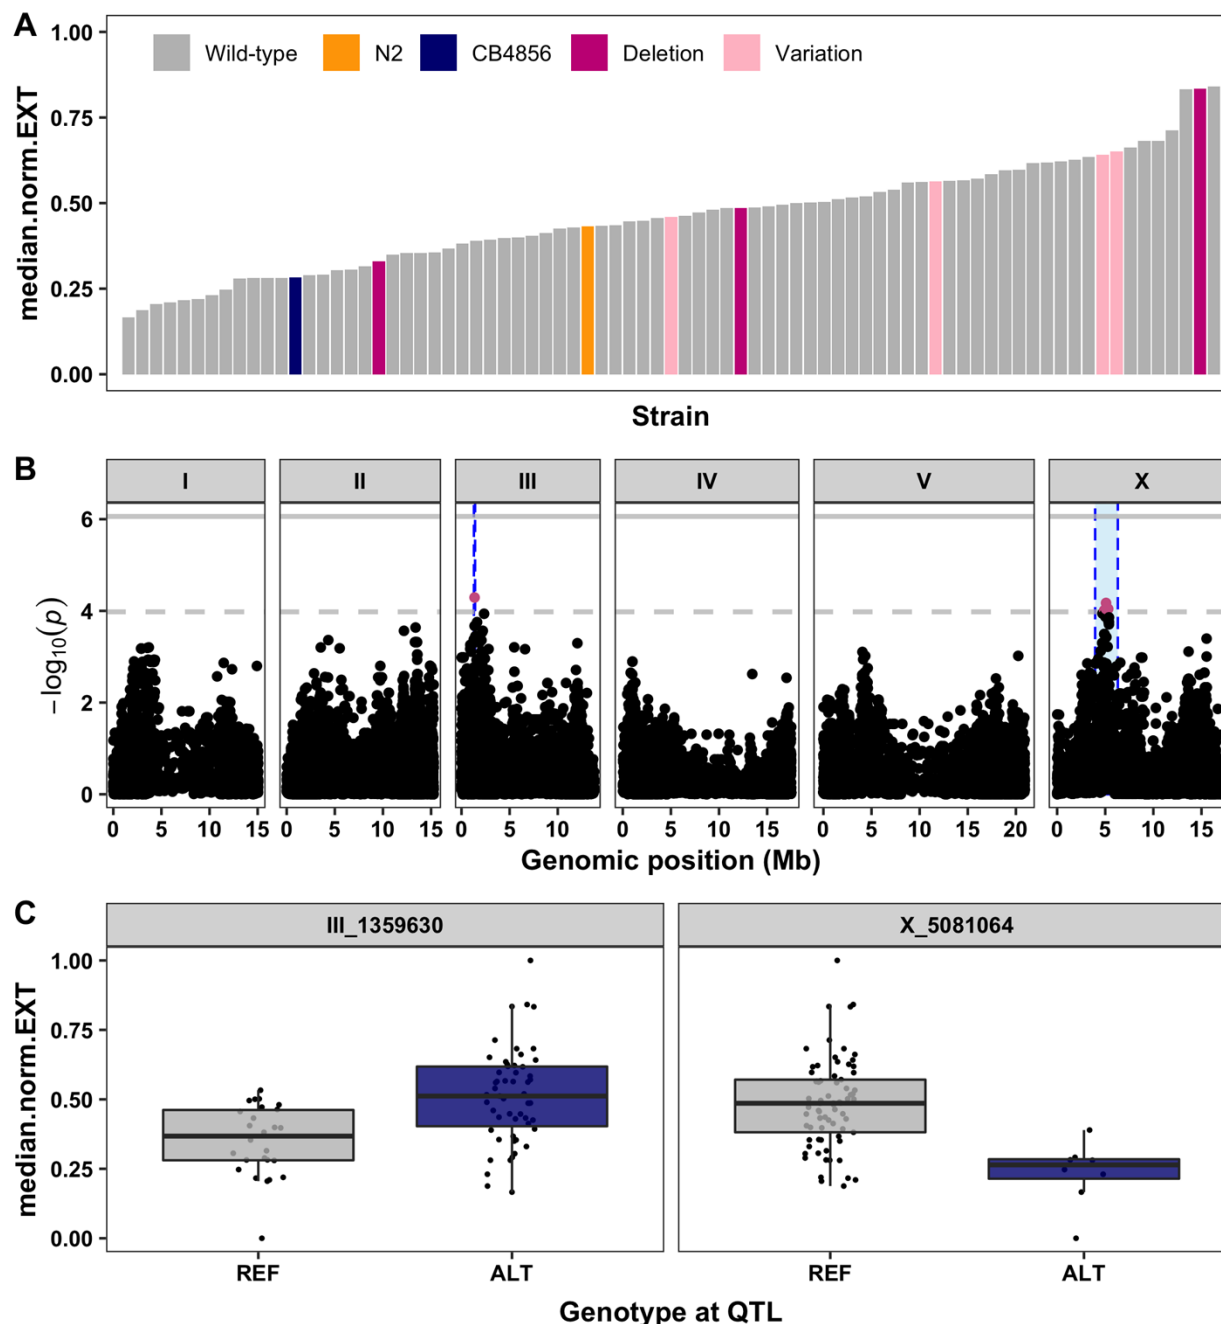 A
1.00
0.75
0.50
0.25
0.00
median.norm.EXT
Wild-type N2 CB4856 Deletion Variation
Strain
B
I II III IV V X
6
4
2
0
−log10(p)
0 5 10 15 0 5 10 15 0 5 10 0 5 10 15 0 5 10 15 20 0 5 10 15
Genomic position (Mb)
C
III_1359630 X_5081064
1.00
0.75
0.50
0.25
0.00
median.norm.EXT
REF ALT REF ALT
Genotype at QTL